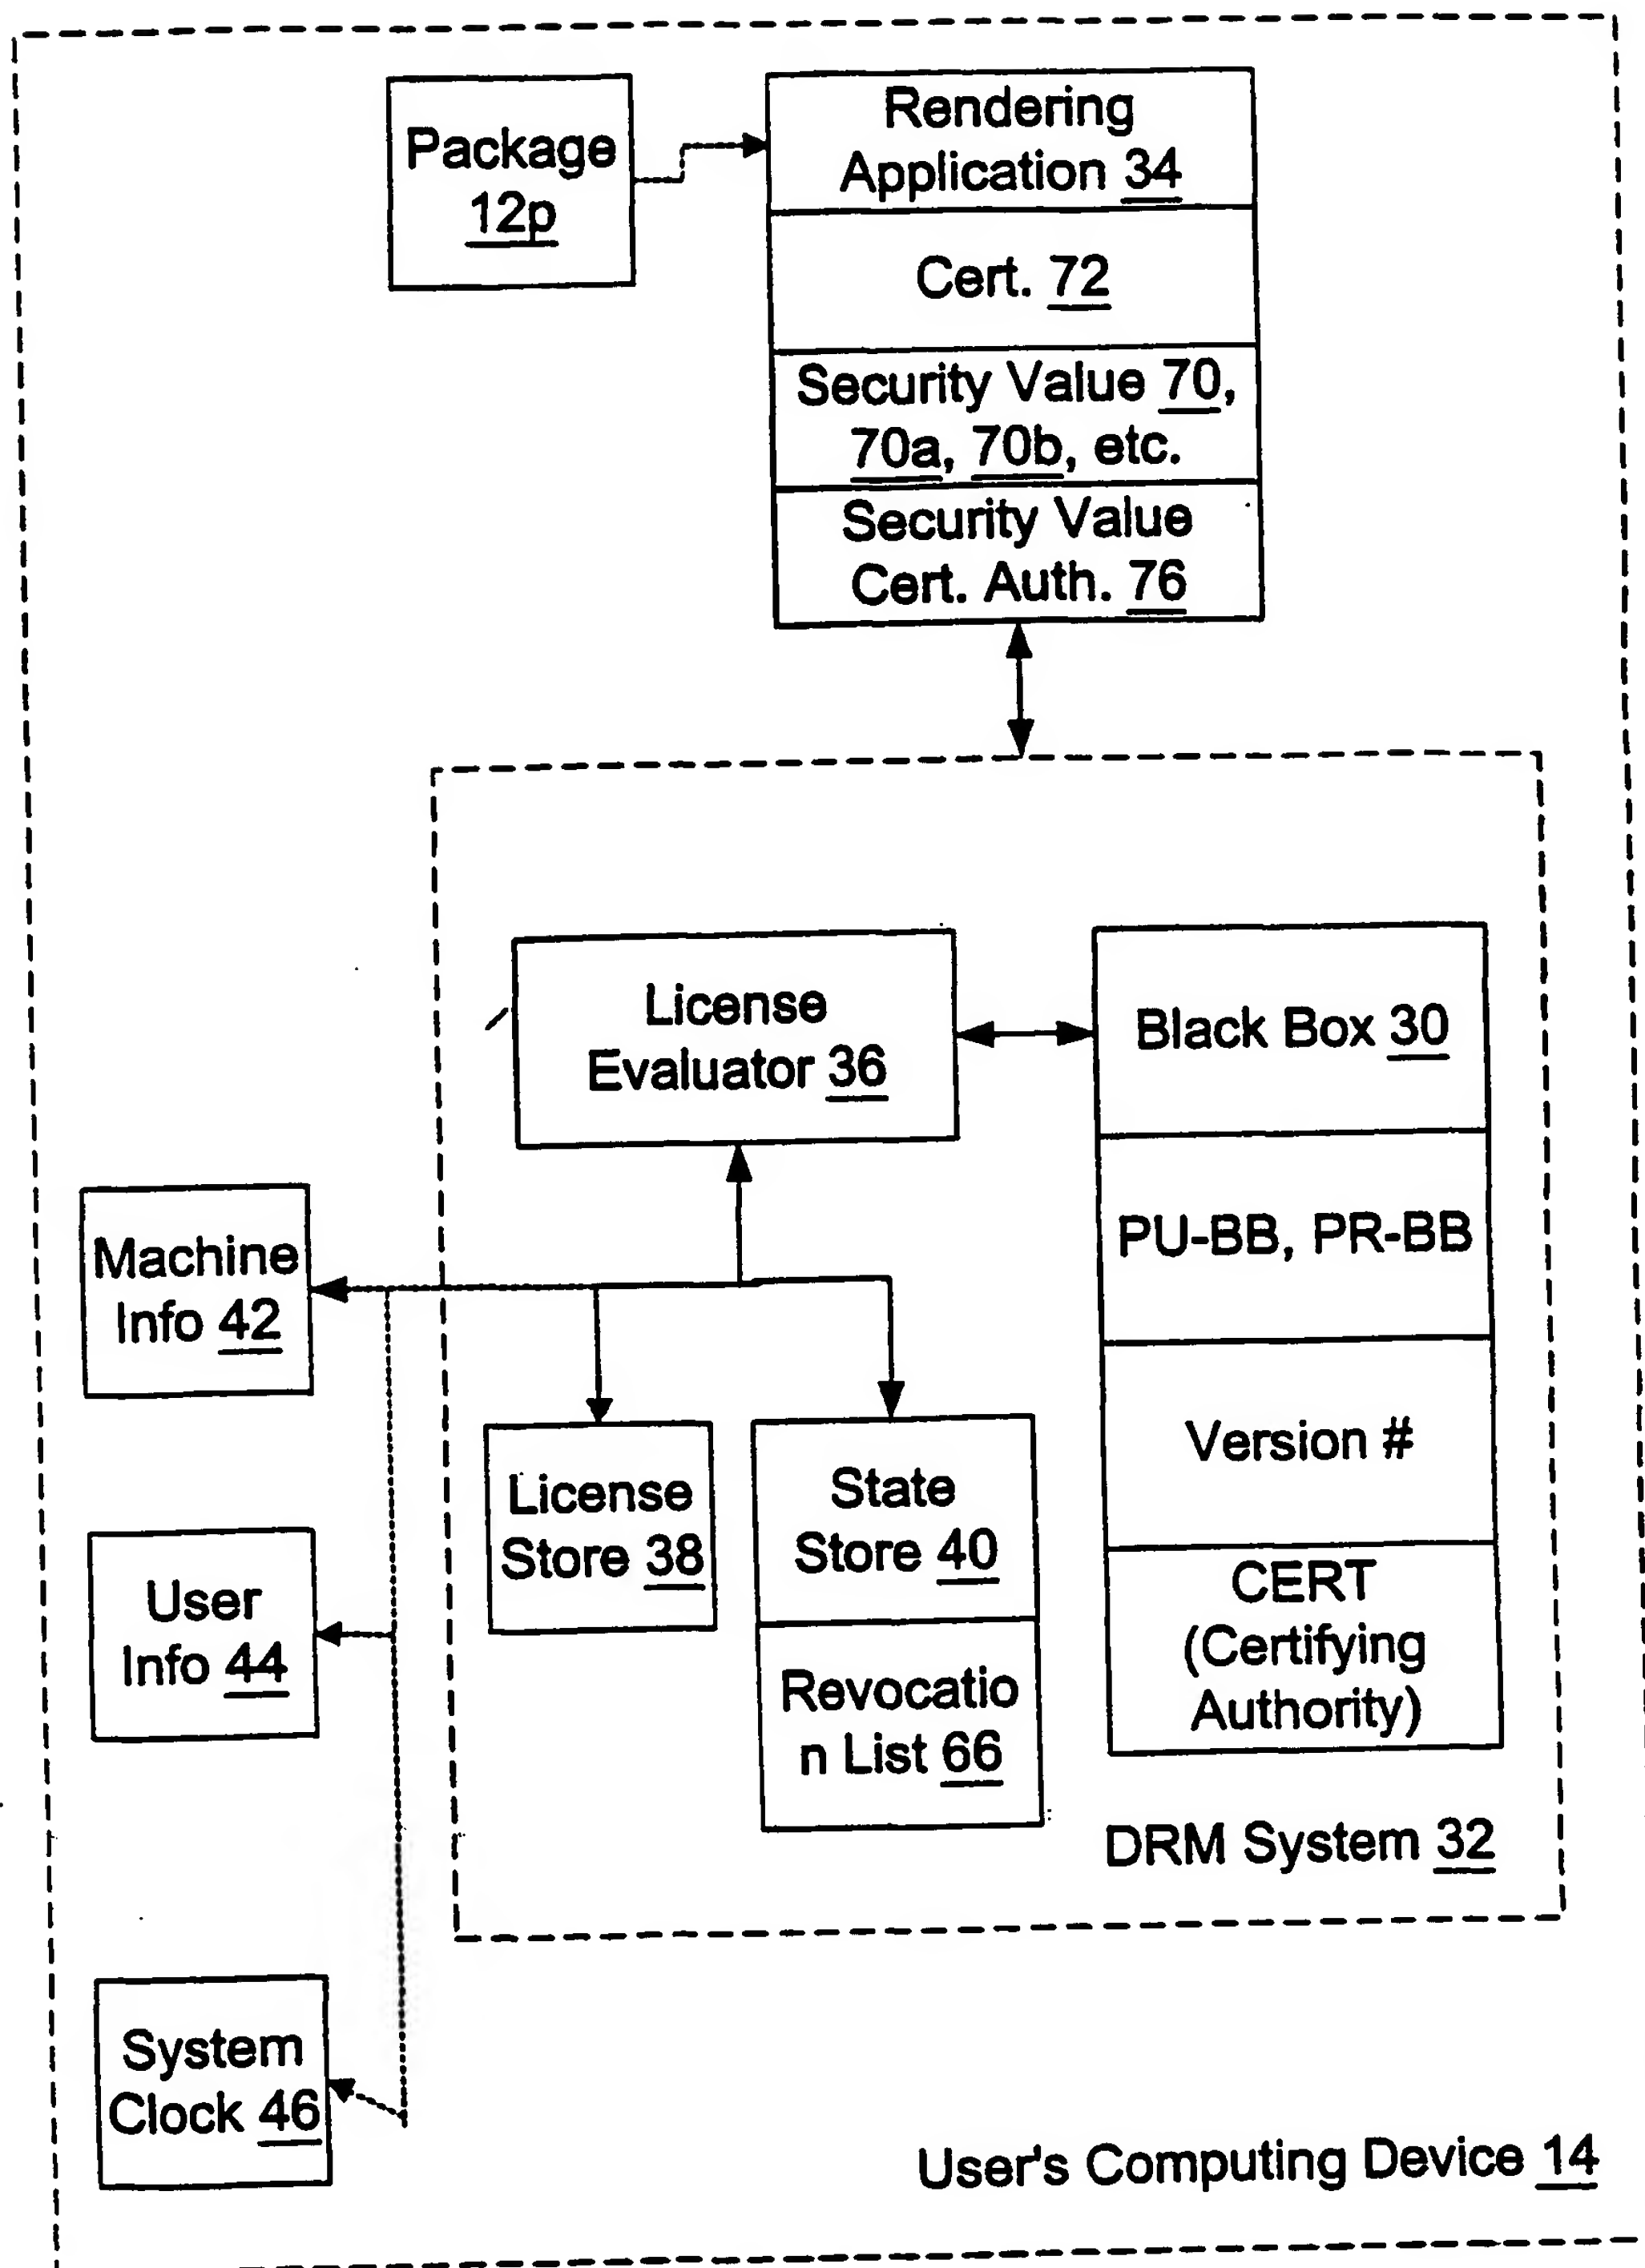 Package
12p
Rendering
Application 34
Cert. 72
Security Value 70,
70a, 70b, etc.
Security Value
Cert. Auth. 76
License
Evaluator 36
Black Box 30
PU-BB, PR-BB
Version #
CERT
(Certifying
Authority)
Machine
Info 42
License
Store 38
State
Store 40
Revocatio
n List 66
User
Info 44
DRM System 32
System
Clock 46
User's Computing Device 14